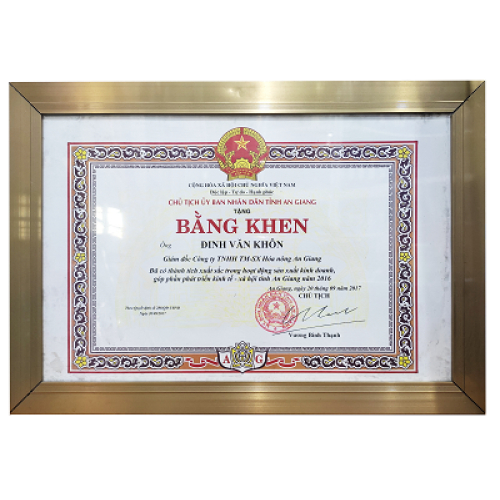 CỘNG HÒA XÃ HỘI CHỦ NGHĨA VIỆT NAM
Độc lập - Tự do - Hạnh phúc
CHỦ TỊCH ỦY BAN NHÂN DÂN TỈNH AN GIANG
TẶNG
BẰNG KHEN
Ông ĐINH VĂN KHÔN
Giám đốc Công ty TNHH TM-SX Hóa nông An Giang
Đã có thành tích xuất sắc trong hoạt động sản xuất kinh doanh,
góp phần phát triển kinh tế - xã hội tỉnh An Giang năm 2016
An Giang, ngày 20 tháng 09 năm 2017
CHỦ TỊCH
Vương Bình Thạnh
A G